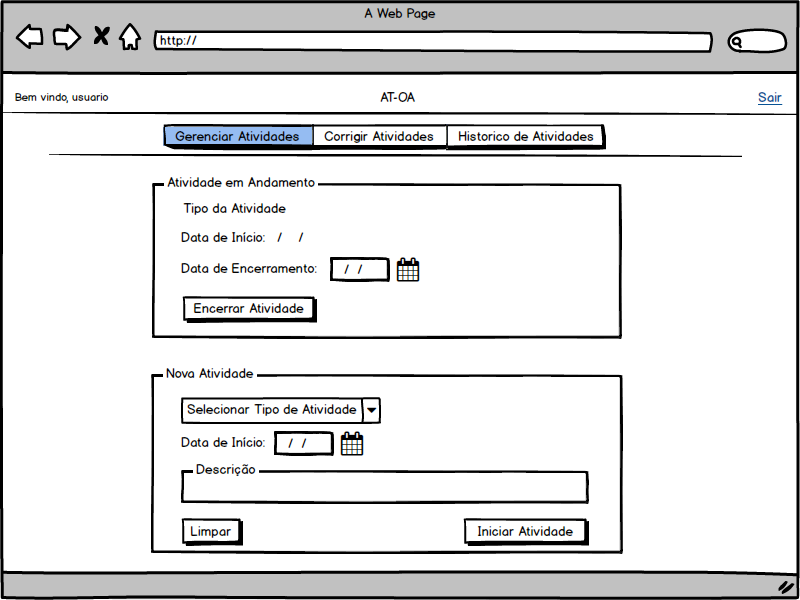 A Web Page
http://
Bem vindo, usuario
AT-OA
Sair
Gerenciar Atividades
Corrigir Atividades
Historico de Atividades
Atividade em Andamento
Tipo da Atividade
Data de Início: / /
Data de Encerramento: / /
Encerrar Atividade
Nova Atividade
Selecionar Tipo de Atividade
Data de Início: / /
Descrição
Limpar
Iniciar Atividade